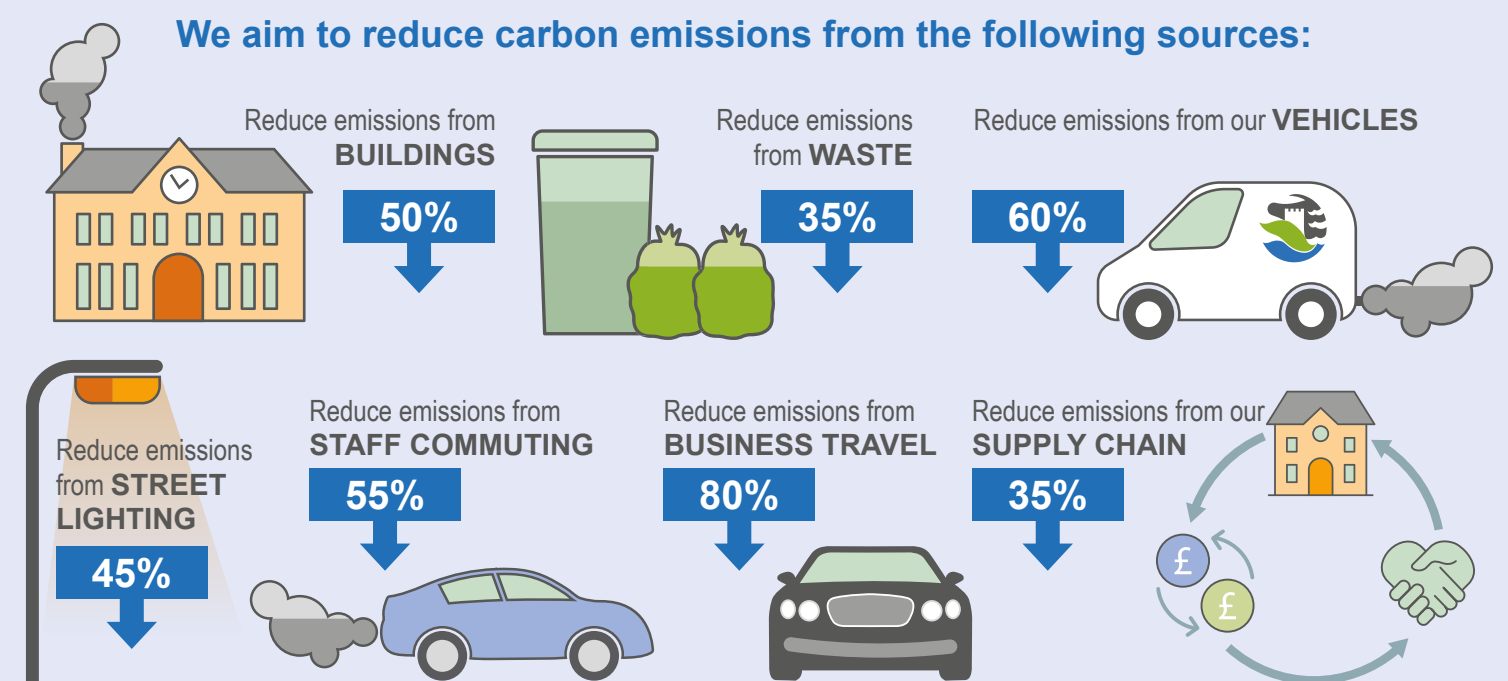 We aim to reduce carbon emissions from the following sources:
Reduce emissions from
BUILDINGS
50%
Reduce emissions
from WASTE
35%
Reduce emissions from our VEHICLES
60%
Reduce emissions
from STREET
LIGHTING
45%
Reduce emissions from
STAFF COMMUTING
55%
Reduce emissions from
BUSINESS TRAVEL
80%
Reduce emissions from our
SUPPLY CHAIN
35%
£
£